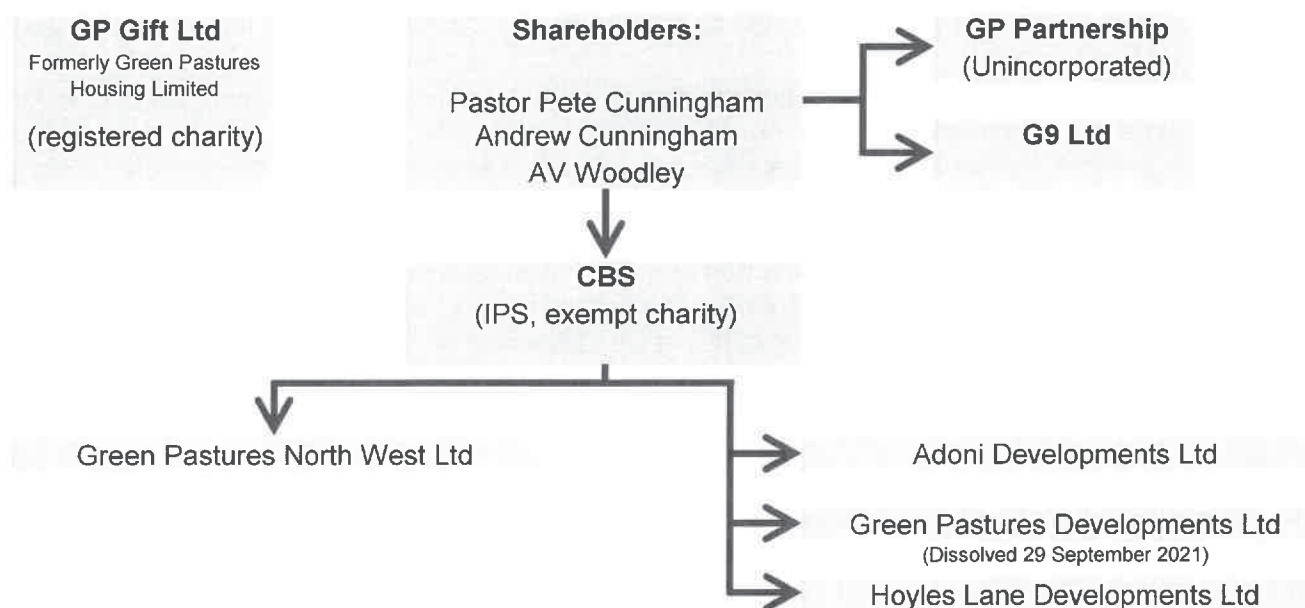 GP Gift Ltd
Formerly Green Pastures
Housing Limited
(registered charity)
Shareholders:
Pastor Pete Cunningham
Andrew Cunningham
AV Woodley
GP Partnership
(Unincorporated)
G9 Ltd
CBS
(IPS, exempt charity)
Green Pastures North West Ltd
Adoni Developments Ltd
Green Pastures Developments Ltd
(Dissolved 29 September 2021)
Hoyles Lane Developments Ltd